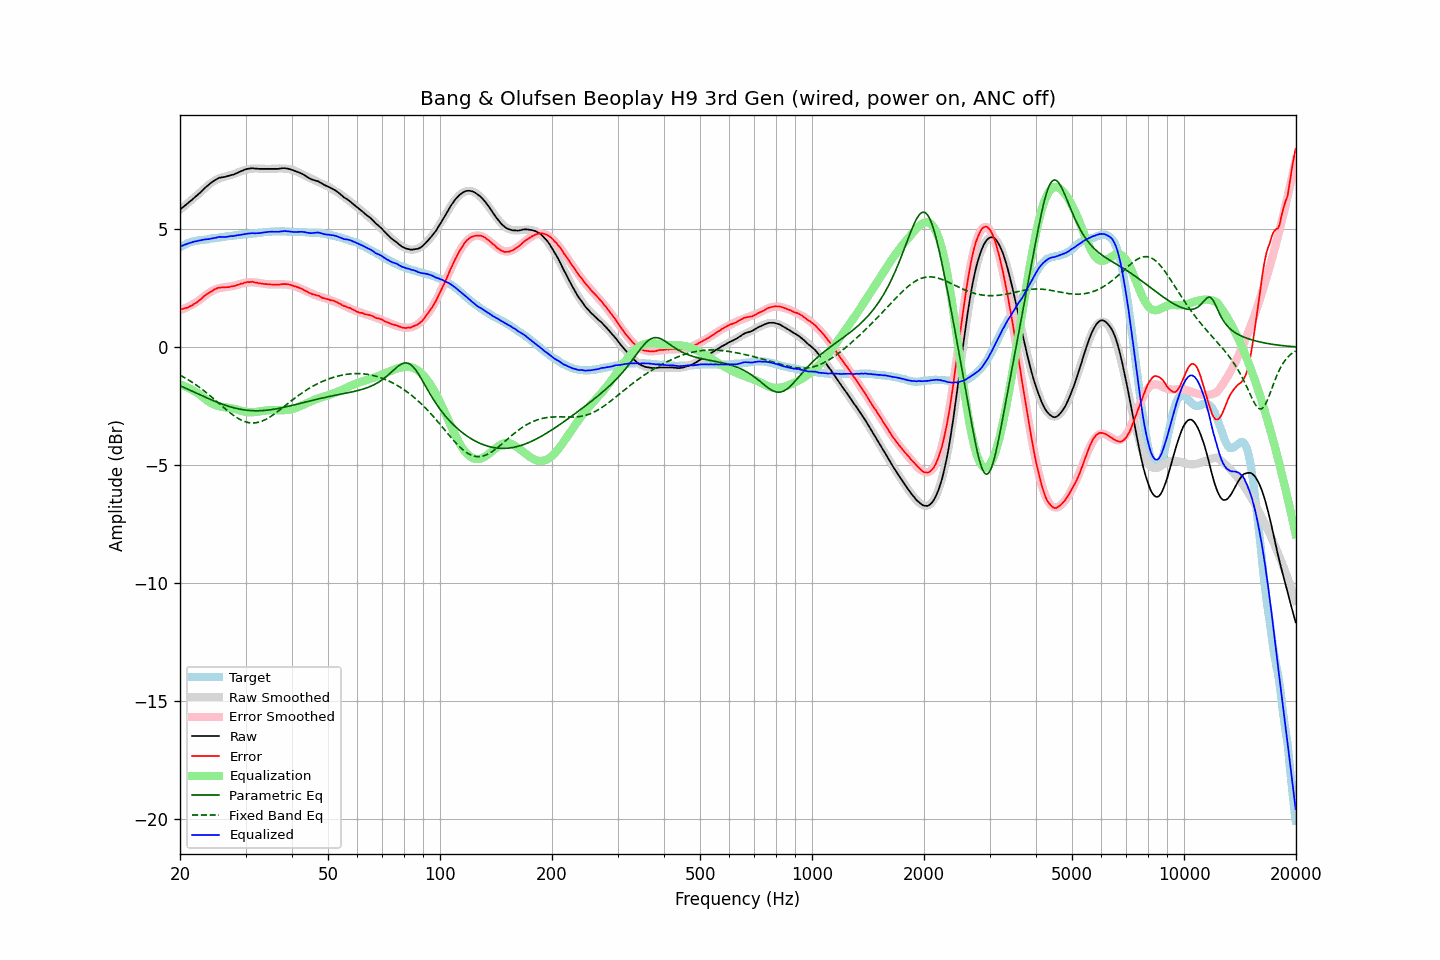 Bang & Olufsen Beoplay H9 3rd Gen (wired, power on, ANC off)
Amplitude (dBr)
5
0
−5
−10
−15
−20
Target
Raw Smoothed
Error Smoothed
Raw
Error
Equalization
Parametric Eq
Fixed Band Eq
Equalized
20 50 100 200 500 1000 2000 5000 10000 20000
Frequency (Hz)